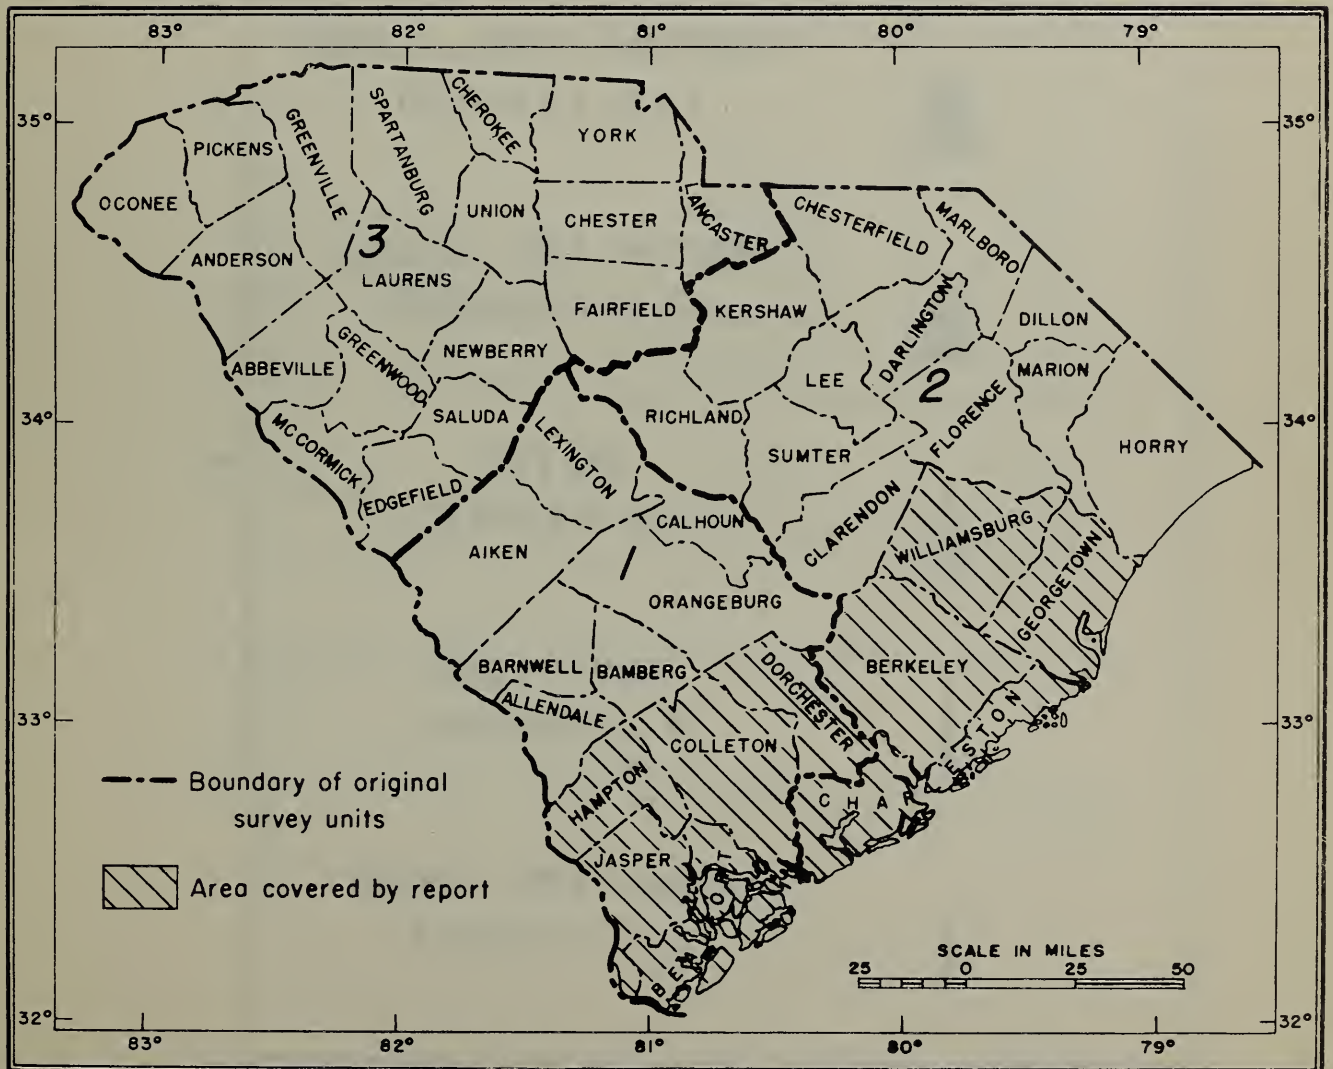 83° 82° 81° 80° 79°
35° 35°
CHEROKEE
SPARTANBURG
GREENVILLE
YORK
PICKENS
OCONEE
UNION
CHESTER
LANCASTER
CHESTERFIELD
MARLBORO
3
ANDERSON
LAURENS
FAIRFIELD
KERSHAW
DARLINGTON
DILLON
ABBEVILLE
GREENWOOD
NEWBERRY
LEE
2
MARION
34° 34°
SALUDA
RICHLAND
FLORENCE
HORRY
MC CORMICK
LEXINGTON
SUMTER
EDGEFIELD
CALHOUN
CLARENDON
WILLIAMSBURG
AIKEN
1
ORANGEBURG
GEORGETOWN
BARNWELL
BAMBERG
DORCHESTER
BERKELEY
ALLENDALE
33° 33°
COLLETON
CHARLESTON
HAMPTON
Boundary of original
survey units
JASPER
Area covered by report
BEAUFORT
SCALE IN MILES
25 0 25 50
32° 32°
83° 82° 81° 80° 79°